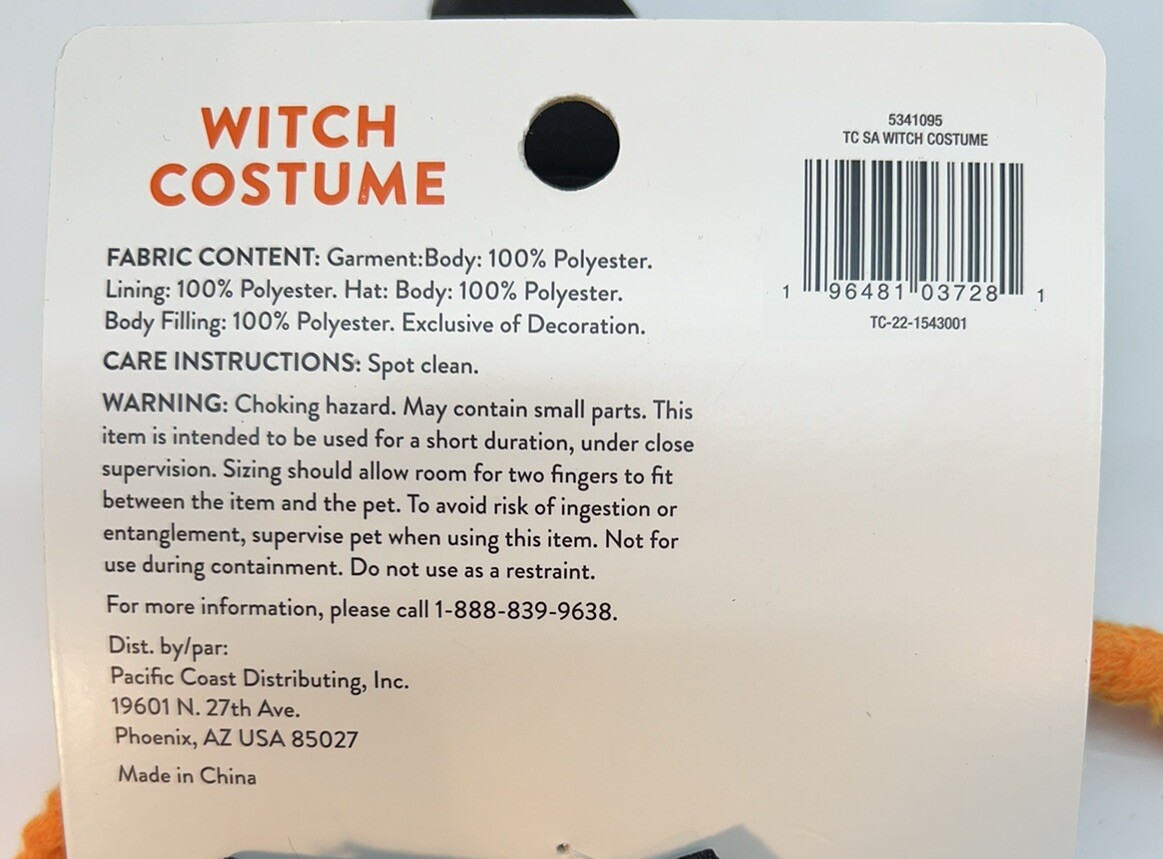 WITCH
COSTUME
FABRIC CONTENT: Garment:Body: 100% Polyester.
Lining: 100% Polyester. Hat: Body: 100% Polyester.
Body Filling: 100% Polyester. Exclusive of Decoration.
CARE INSTRUCTIONS: Spot clean.
WARNING: Choking hazard. May contain small parts. This
item is intended to be used for a short duration, under close
supervision. Sizing should allow room for two fingers to fit
between the item and the pet. To avoid risk of ingestion or
entanglement, supervise pet when using this item. Not for
use during containment. Do not use as a restraint.
For more information, please call 1-888-839-9638.
Dist. by/par:
Pacific Coast Distributing, Inc.
19601 N. 27th Ave.
Phoenix, AZ USA 85027
Made in China
5341095
TC SA WITCH COSTUME
1 96481 03728 1
TC-22-1543001